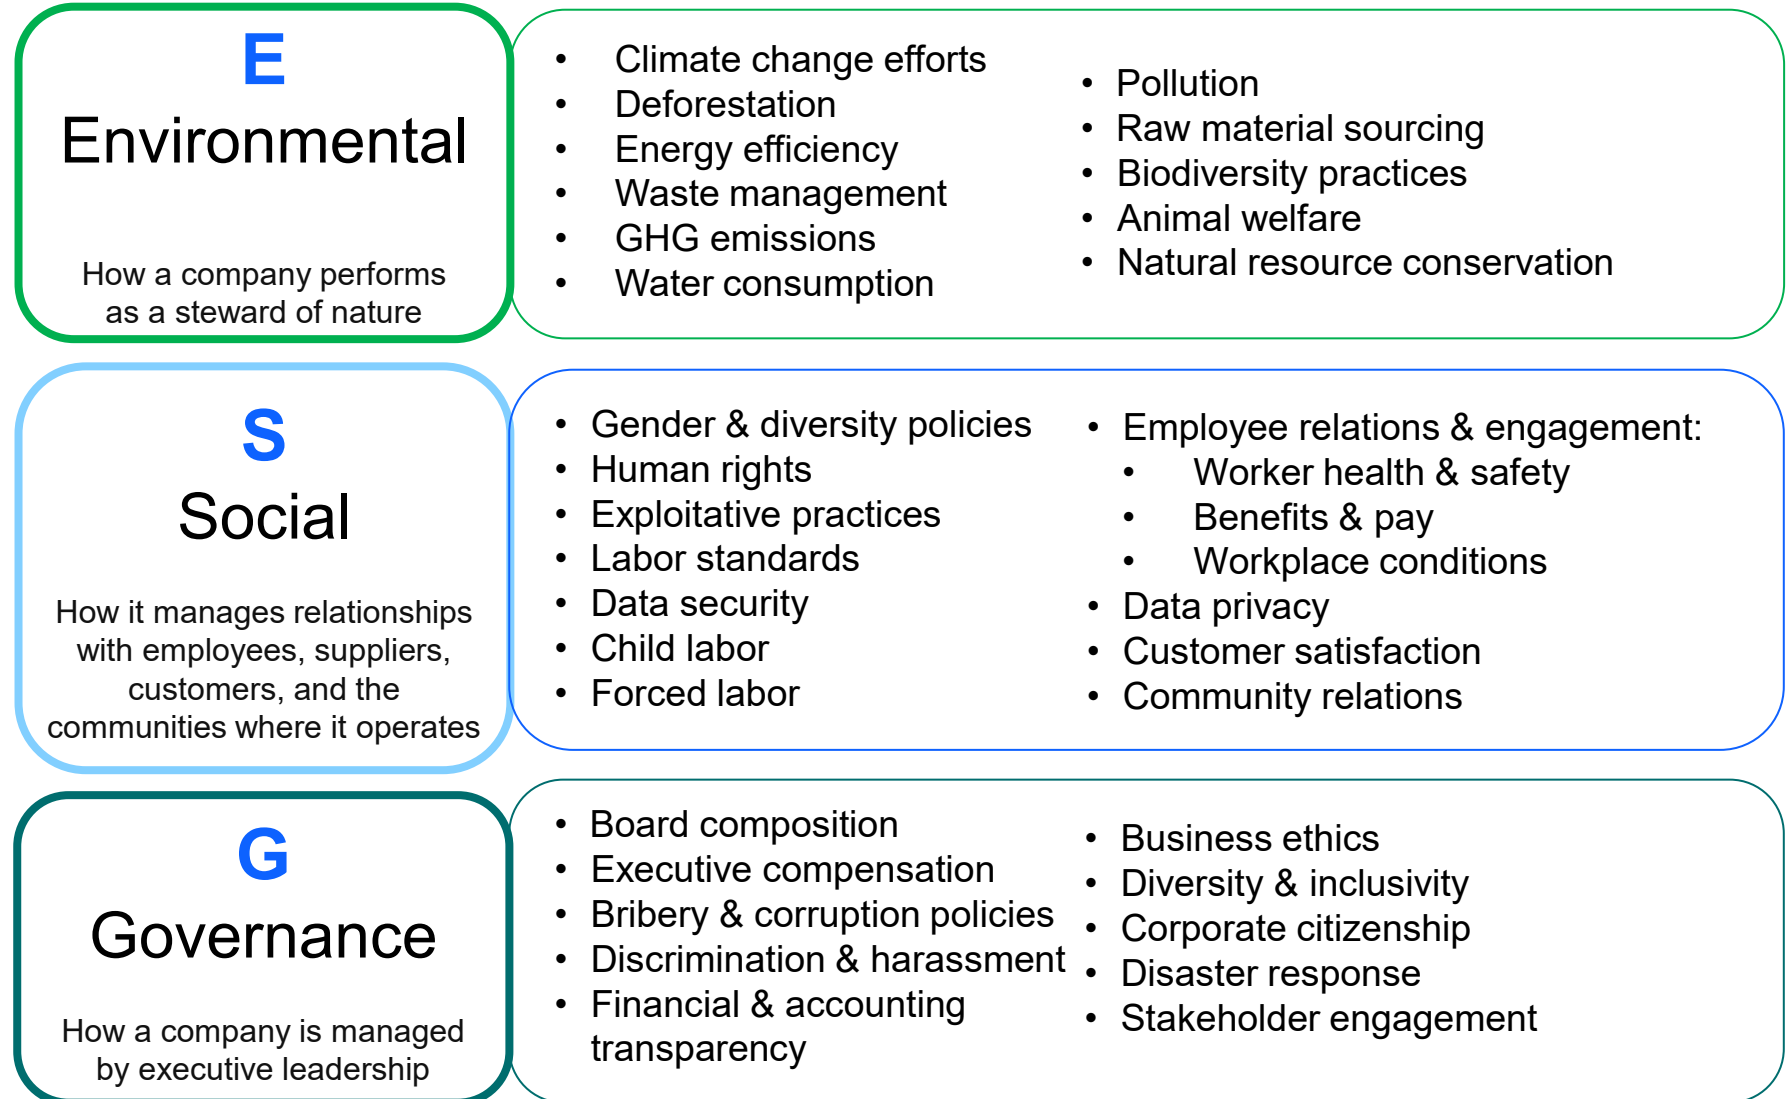 E
Environmental
How a company performs
as a steward of nature
• Climate change efforts
• Deforestation
• Energy efficiency
• Waste management
• GHG emissions
• Water consumption
• Pollution
• Raw material sourcing
• Biodiversity practices
• Animal welfare
• Natural resource conservation
S
Social
How it manages relationships
with employees, suppliers,
customers, and the
communities where it operates
• Gender & diversity policies
• Human rights
• Exploitative practices
• Labor standards
• Data security
• Child labor
• Forced labor
• Employee relations & engagement:
• Worker health & safety
• Benefits & pay
• Workplace conditions
• Data privacy
• Customer satisfaction
• Community relations
G
Governance
How a company is managed
by executive leadership
• Board composition
• Executive compensation
• Bribery & corruption policies
• Discrimination & harassment
• Financial & accounting
transparency
• Business ethics
• Diversity & inclusivity
• Corporate citizenship
• Disaster response
• Stakeholder engagement